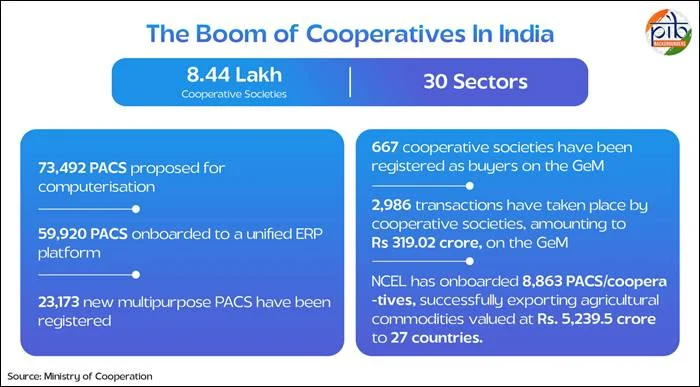 The Boom of Cooperatives In India
pib
BACKGROUNDERS
8.44 Lakh
Cooperative Societies
30 Sectors
73,492 PACS proposed for
computerisation
59,920 PACS onboarded to a unified ERP
platform
23,173 new multipurpose PACS have been
registered
667 cooperative societies have been
registered as buyers on the GeM
2,986 transactions have taken place by
cooperative societies, amounting to
Rs 319.02 crore, on the GeM
NCEL has onboarded 8,863 PACS/coopera
-tives, successfully exporting agricultural
commodities valued at Rs. 5,239.5 crore
to 27 countries.
Source: Ministry of Cooperation